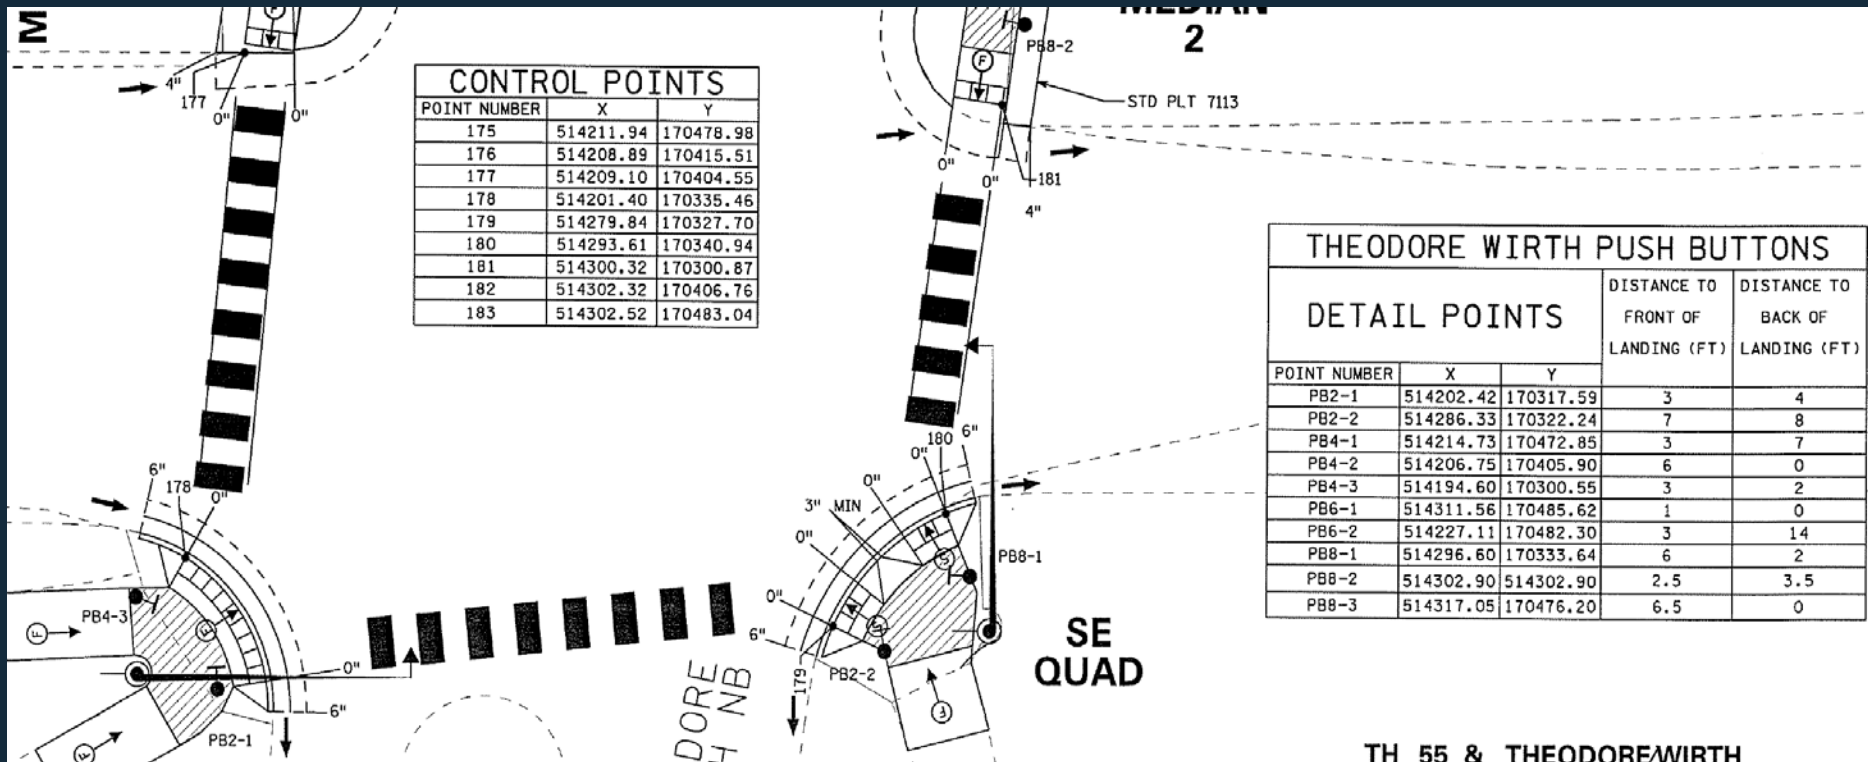 M
MEDIAN
2
F
PB8-2
4"
177
0"
0"
CONTROL POINTS
POINT NUMBER X Y
175 514211.94 170478.98
176 514208.89 170415.51
177 514209.10 170404.55
178 514201.40 170335.46
179 514279.84 170327.70
180 514293.61 170340.94
181 514300.32 170300.87
182 514302.32 170406.76
183 514302.52 170483.04
F
STD PLT 7113
0"
0"
181
4"
THEODORE WIRTH PUSH BUTTONS
DETAIL POINTS
DISTANCE TO
FRONT OF
LANDING (FT)
DISTANCE TO
BACK OF
LANDING (FT)
POINT NUMBER X Y
PB2-1 514202.42 170317.59 3 4
PB2-2 514286.33 170322.24 7 8
PB4-1 514214.73 170472.85 3 7
PB4-2 514206.75 170405.90 6 0
PB4-3 514194.60 170300.55 3 2
PB6-1 514311.56 170485.62 1 0
PB6-2 514227.11 170482.30 3 14
PB8-1 514296.60 170333.64 6 2
PB8-2 514302.90 514302.90 2.5 3.5
PB8-3 514317.05 170476.20 6.5 0
6"
178
0"
180
6"
0"
0"
3" MIN
0"
PB8-1
0"
6"
179
PB2-2
PB4-3
F
F
0"
6"
PB2-1
F
F
SE
QUAD
DORE
H NB
TH 55 & THEODORE/WIRTH